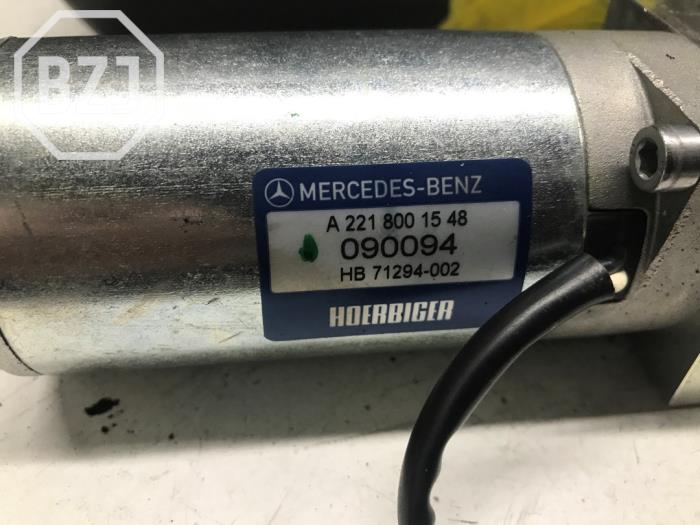 BZJ
MERCEDES-BENZ
A 221 800 15 48
090094
HB 71294-002
HOERBIGER